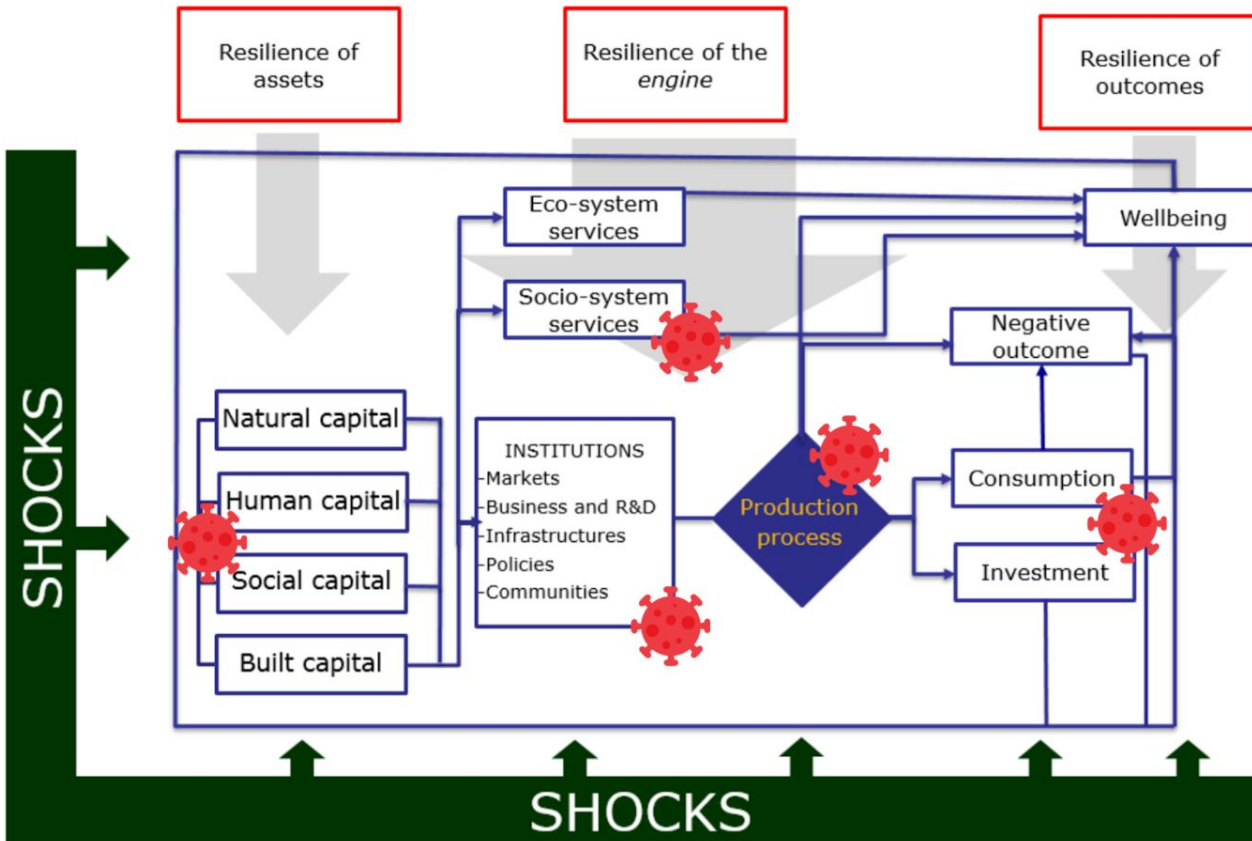 Resilience of
assets
Resilience of the
engine
Resilience of
outcomes
Eco-system
services
Wellbeing
Socio-system
services
Negative
outcome
Natural capital
Human capital
Social capital
Built capital
INSTITUTIONS
-Markets
-Business and R&D
-Infrastructures
-Policies
-Communities
Production
process
Consumption
Investment
SHOCKS
SHOCKS